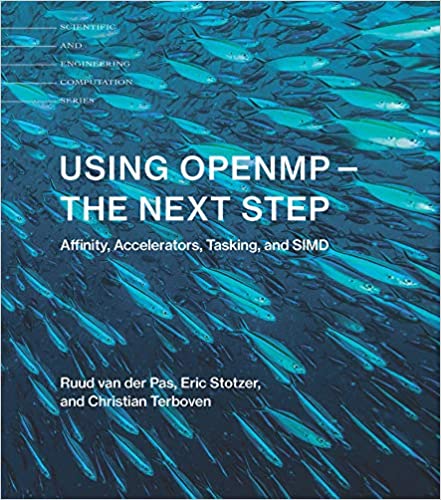 SCIENTIFIC
AND
ENGINEERING
COMPUTATION
SERIES
USING OPENMP –
THE NEXT STEP
Affinity, Accelerators, Tasking, and SIMD
Ruud van der Pas, Eric Stotzer,
and Christian Terboven